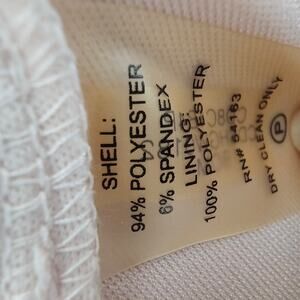 SHELL:
94% POLYESTER
6% SPANDEX
LINING:
100% POLYESTER
RN# 54163
DRY CLEAN ONLY
P